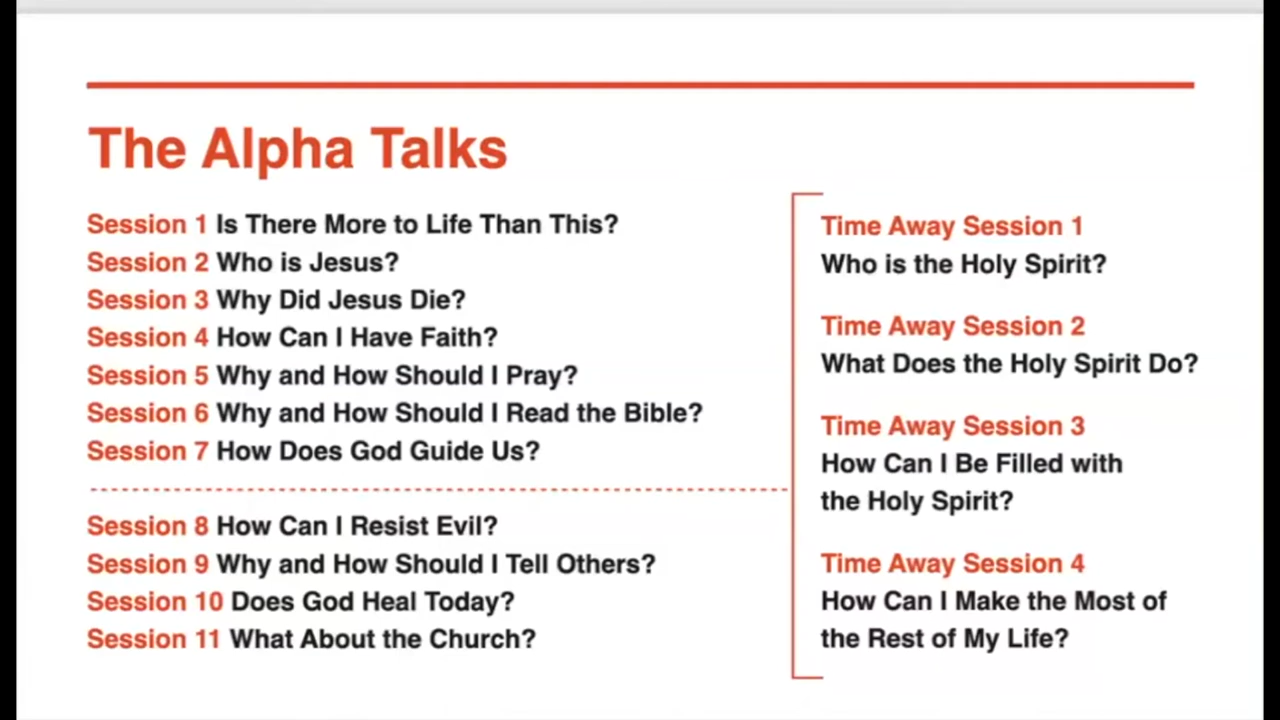 The Alpha Talks
Session 1 Is There More to Life Than This?
Session 2 Who is Jesus?
Session 3 Why Did Jesus Die?
Session 4 How Can I Have Faith?
Session 5 Why and How Should I Pray?
Session 6 Why and How Should I Read the Bible?
Session 7 How Does God Guide Us?
Session 8 How Can I Resist Evil?
Session 9 Why and How Should I Tell Others?
Session 10 Does God Heal Today?
Session 11 What About the Church?
Time Away Session 1
Who is the Holy Spirit?
Time Away Session 2
What Does the Holy Spirit Do?
Time Away Session 3
How Can I Be Filled with
the Holy Spirit?
Time Away Session 4
How Can I Make the Most of
the Rest of My Life?